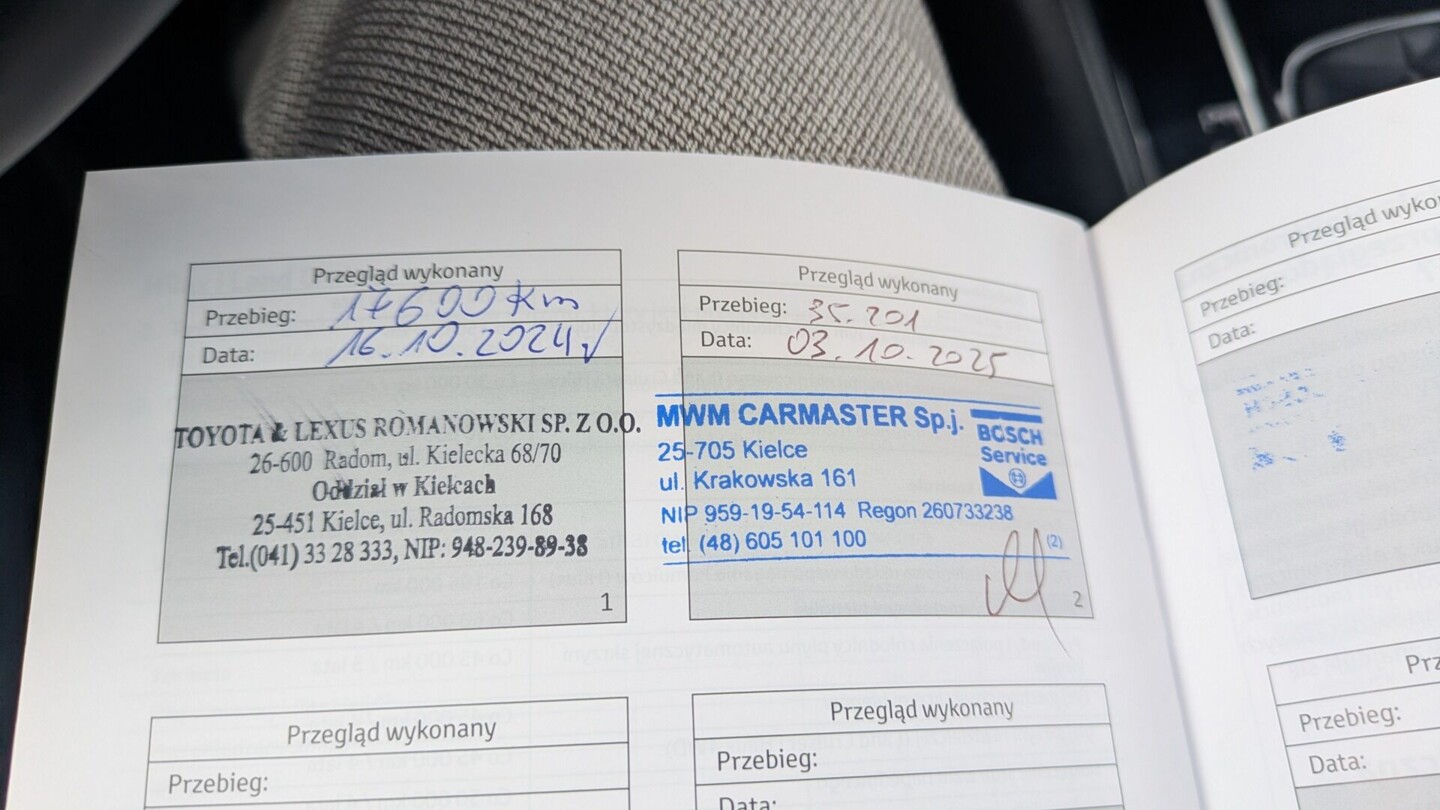 Przegląd wykonany
Przebieg: 17600 km
Data: 16.10.2024
TOYOTA & LEXUS ROMANOWSKI SP. Z O.O.
26-600 Radom, ul. Kielecka 68/70
Oddział w Kielcach
25-451 Kielce, ul. Radomska 168
Tel.(041) 33 28 333, NIP: 948-239-89-38
1
Przegląd wykonany
Przebieg: 35.201
Data: 03.10.2025
MWM CARMASTER Sp.j.
BOSCH
Service
25-705 Kielce
ul. Krakowska 161
NIP 959-19-54-114 Regon 260733238
tel. (48) 605 101 100
(2)
2
Przegląd wyko
Przebieg:
Data:
Przegląd wykonany
Przebieg:
Przegląd wykonany
Przebieg:
Data:
Prz
Przebieg:
Data: